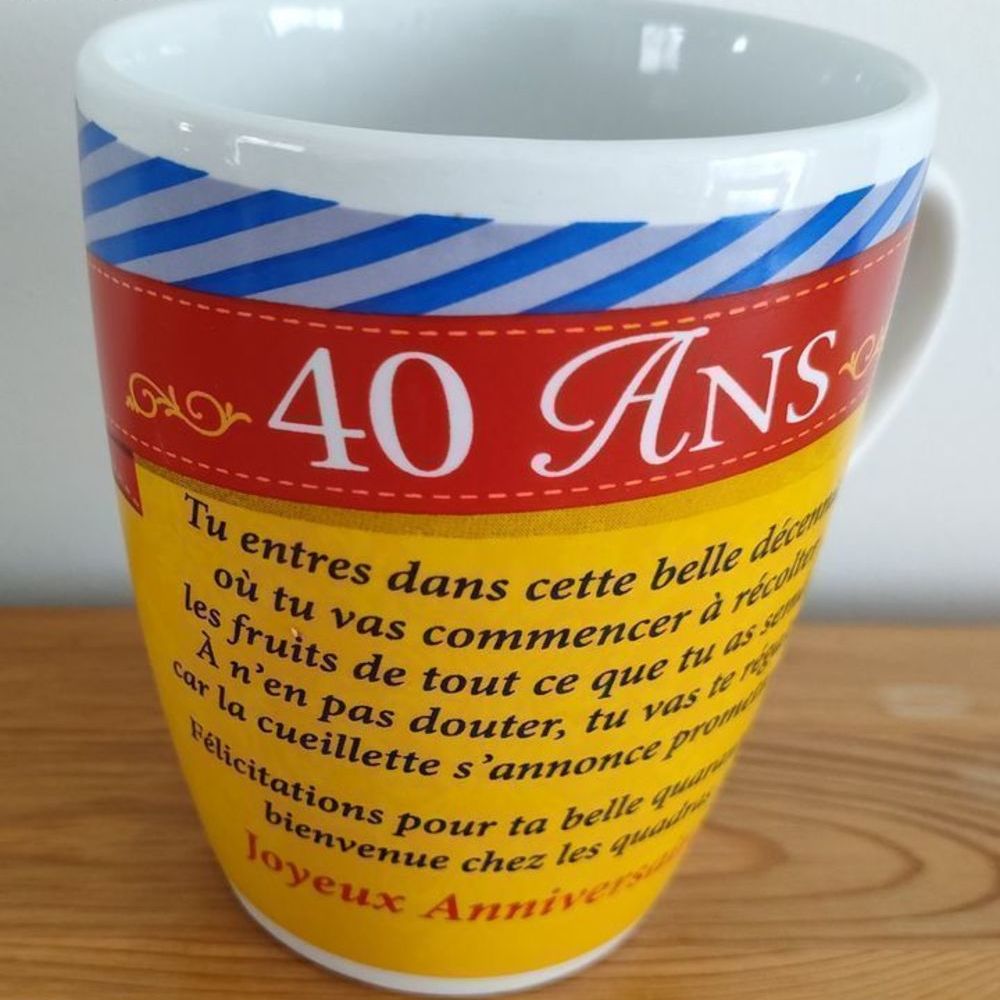 40 ANS
Tu entres dans cette belle
où tu vas commencer à récolter
les fruits de tout ce que tu as
À n'en pas douter, tu vas te
car la cueillette s'annonce
Félicitations pour ta belle
bienvenue chez les
Joyeux